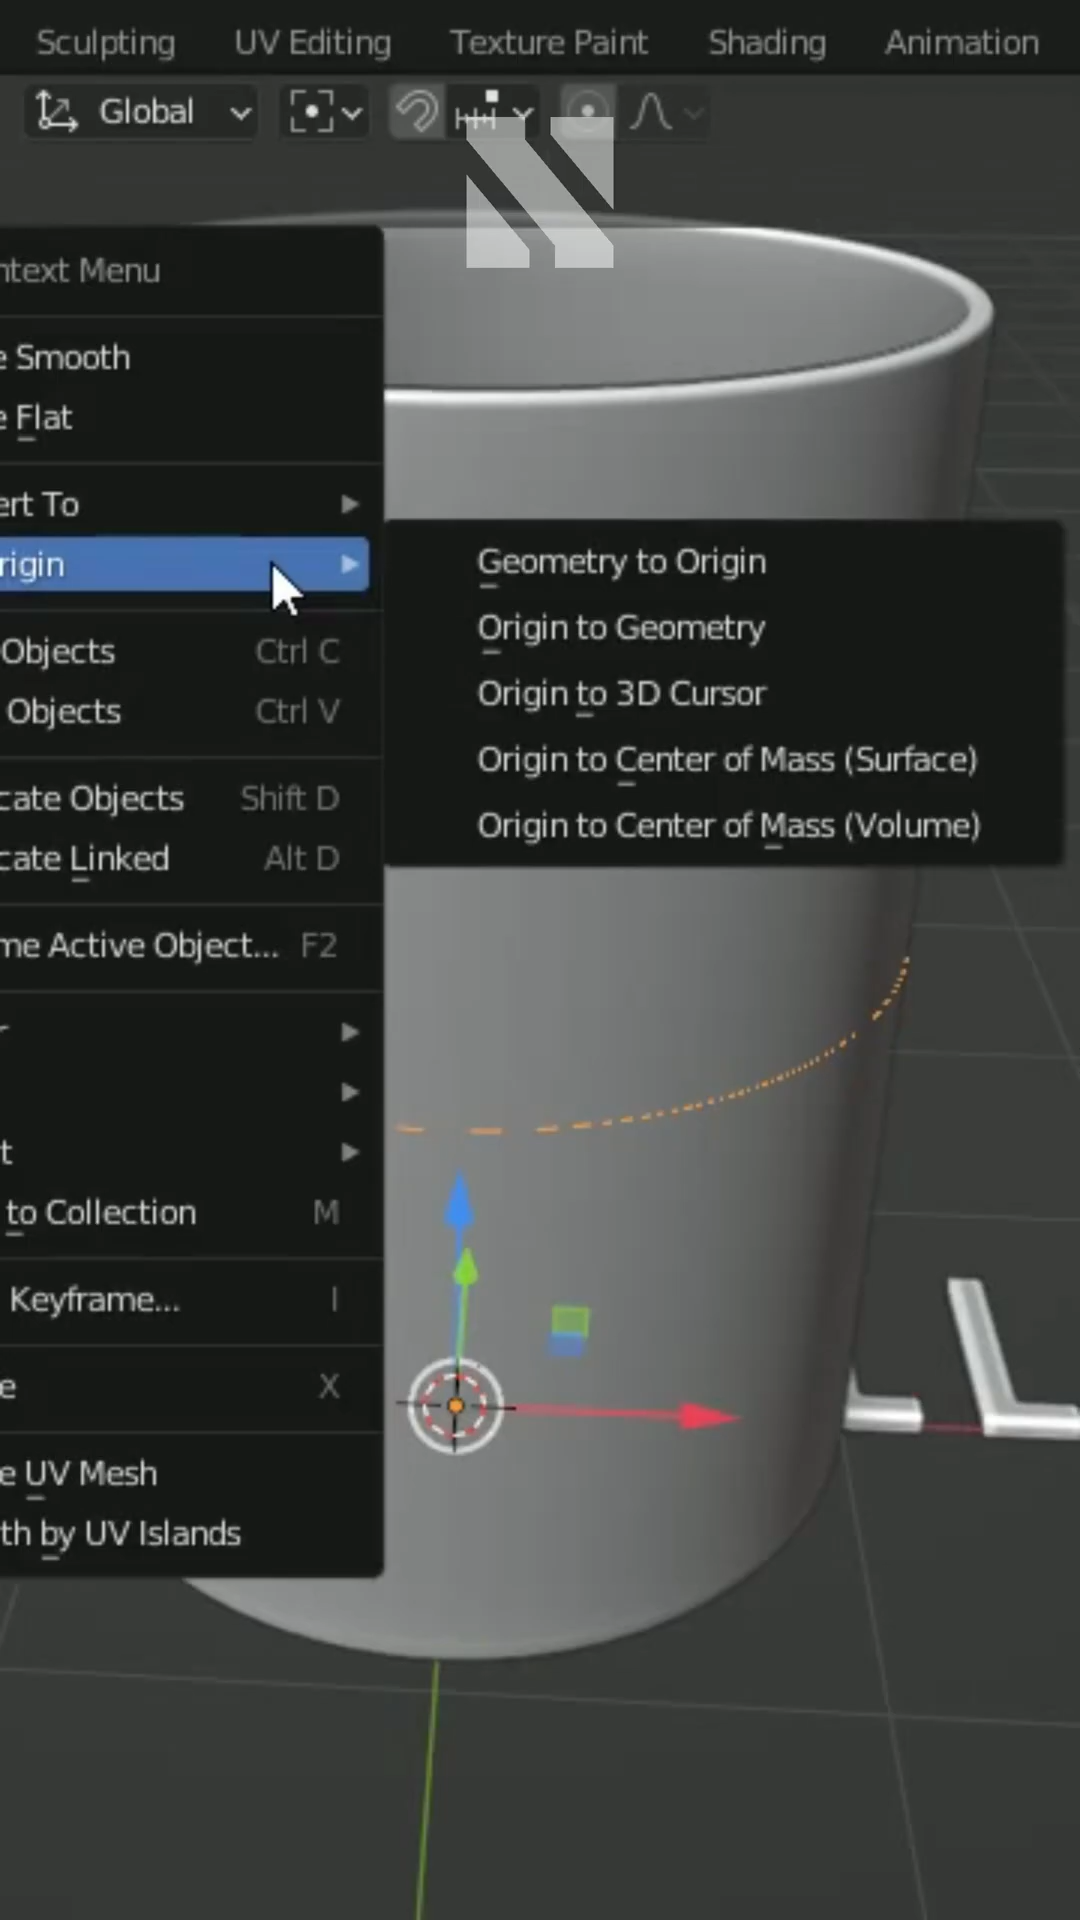 Sculpting UV Editing Texture Paint Shading Animation
Global
ntext Menu
e Smooth
e Flat
ert To
rigin
Geometry to Origin
Origin to Geometry
Origin to 3D Cursor
Origin to Center of Mass (Surface)
Origin to Center of Mass (Volume)
Objects Ctrl C
Objects Ctrl V
cate Objects Shift D
cate Linked Alt D
me Active Object... F2
r
t
to Collection M
Keyframe... I
e X
e UV Mesh
th by UV Islands